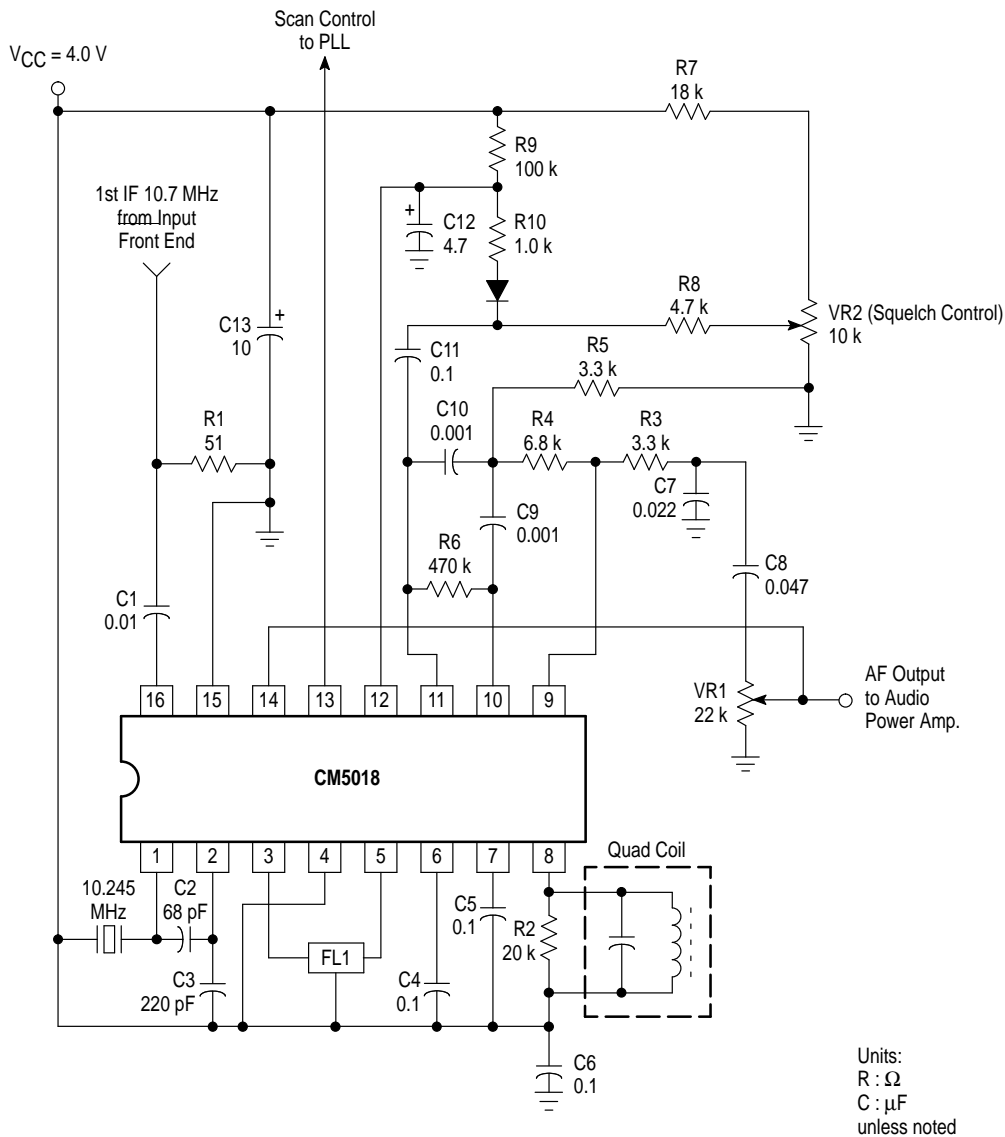 Scan Control
to PLL
VCC = 4.0 V
R7
18 k
R9
100 k
1st IF 10.7 MHz
from Input
Front End
+
C12
4.7
R10
1.0 k
R8
4.7 k
VR2 (Squelch Control)
10 k
C13
10
+
C11
0.1
R5
3.3 k
C10
0.001
R4
6.8 k
R3
3.3 k
R1
51
C7
0.022
C9
0.001
R6
470 k
C8
0.047
C1
0.01
VR1
22 k
AF Output
to Audio
Power Amp.
16
15
14
13
12
11
10
9
CM5018
1
2
3
4
5
6
7
8
Quad Coil
10.245
MHz
C2
68 pF
C5
0.1
R2
20 k
FL1
C3
220 pF
C4
0.1
C6
0.1
Units:
R : Ω
C : µF
unless noted